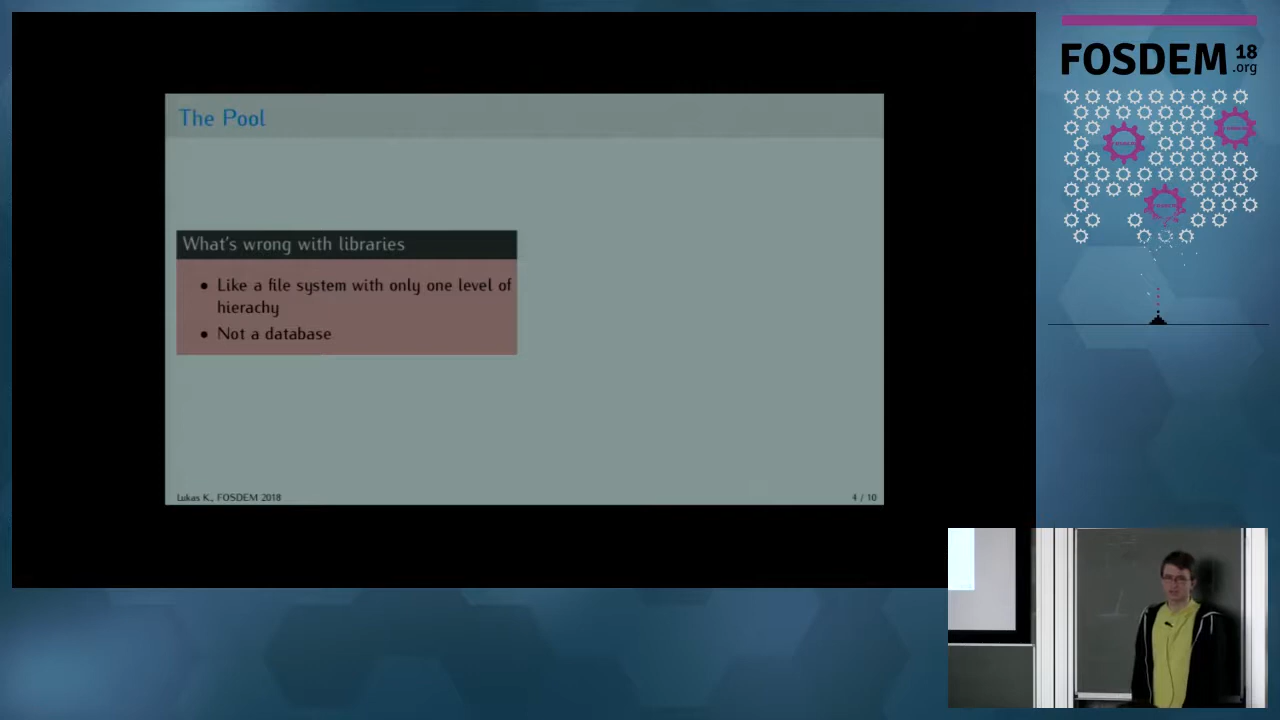 The Pool
What's wrong with libraries
• Like a file system with only one level of
hierachy
• Not a database
Lukas K., FOSDEM 2018
4 / 10
FOSDEM 18
.org